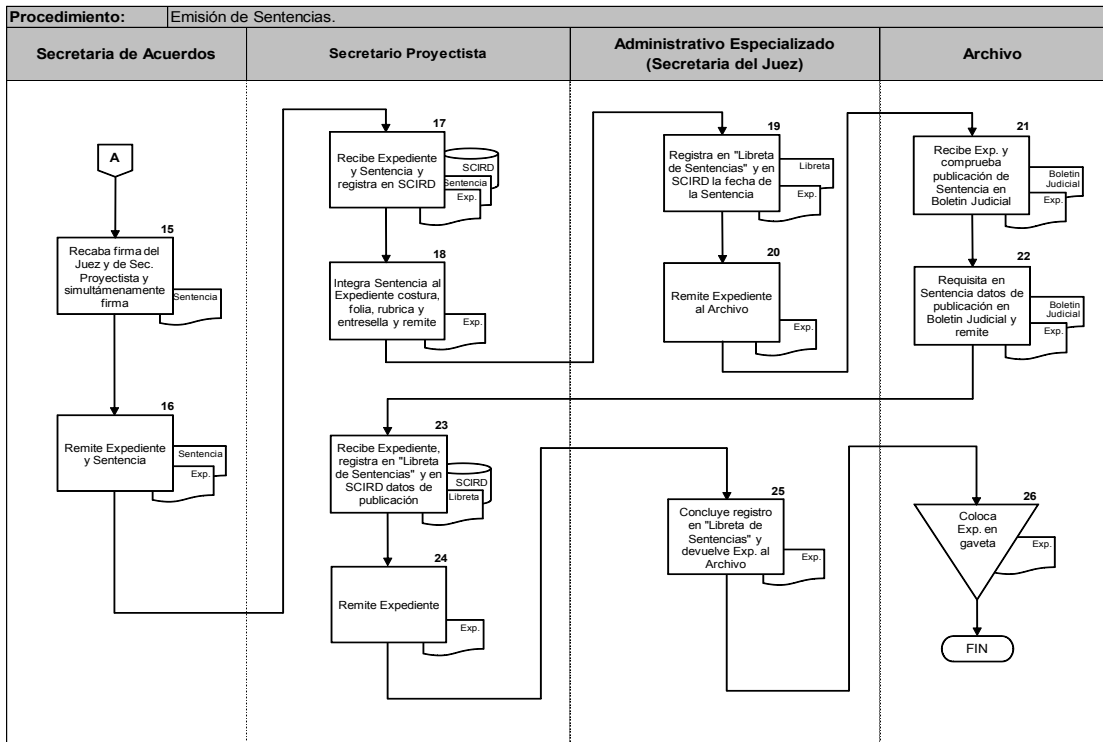 Procedimiento: Emisión de Sentencias.
Secretaria de Acuerdos
Secretario Proyectista
Administrativo Especializado
(Secretaria del Juez)
Archivo
A
15
Recaba firma del
Juez y de Sec.
Proyectista y
simultámenamente
firma
Sentencia
16
Remite Expediente
y Sentencia
Sentencia
Exp.
17
Recibe Expediente
y Sentencia y
registra en SCIRD
SCIRD
Sentencia
Exp.
18
Integra Sentencia al
Expediente costura,
folia, rubrica y
entresella y remite
Exp.
19
Registra en "Libreta
de Sentencias" y en
SCIRD la fecha de
la Sentencia
Libreta
Exp.
20
Remite Expediente
al Archivo
Exp.
21
Recibe Exp. y
comprueba
publicación de
Sentencia en
Boletin Judicial
Boletin
Judicial
Exp.
22
Requisita en
Sentencia datos de
publicación en
Boletin Judicial y
remite
Boletin
Judicial
Exp.
23
Recibe Expediente,
registra en "Libreta
de Sentencias" y en
SCIRD datos de
publicación
SCIRD
Libreta
24
Remite Expediente
Exp.
25
Concluye registro
en "Libreta de
Sentencias" y
devuelve Exp. al
Archivo
Exp.
26
Coloca
Exp. en
gaveta
Exp.
FIN